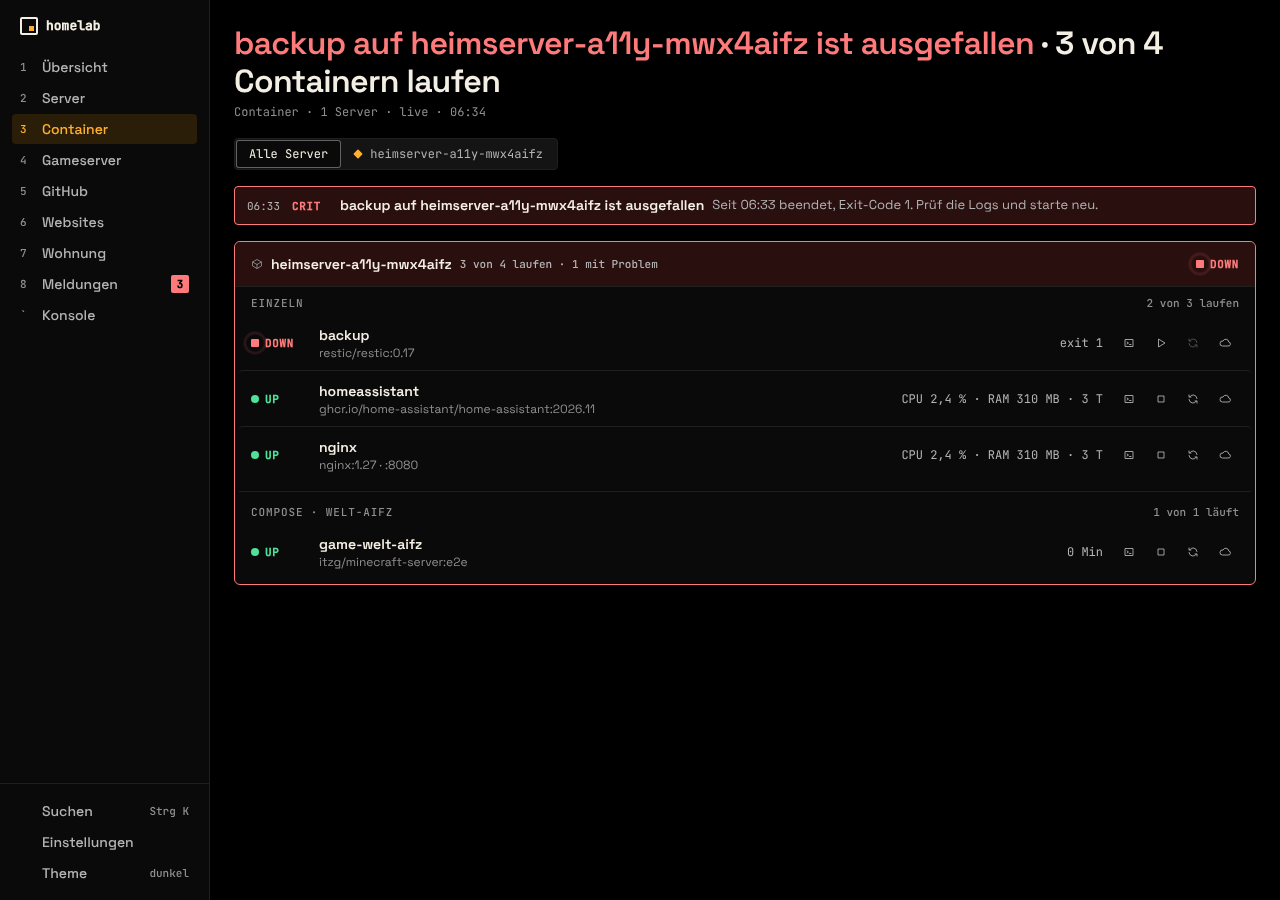 homelab
1 Übersicht
2 Server
3 Container
4 Gameserver
5 GitHub
6 Websites
7 Wohnung
8 Meldungen 3
` Konsole
Suchen Strg K
Einstellungen
Theme dunkel
backup auf heimserver-a11y-mwx4aifz ist ausgefallen · 3 von 4
Containern laufen
Container · 1 Server · live · 06:34
Alle Server heimserver-a11y-mwx4aifz
06:33 CRIT backup auf heimserver-a11y-mwx4aifz ist ausgefallen Seit 06:33 beendet, Exit-Code 1. Prüf die Logs und starte neu.
heimserver-a11y-mwx4aifz 3 von 4 laufen · 1 mit Problem DOWN
EINZELN 2 von 3 laufen
DOWN backup exit 1
restic/restic:0.17
UP homeassistant CPU 2,4 % · RAM 310 MB · 3 T
ghcr.io/home-assistant/home-assistant:2026.11
UP nginx CPU 2,4 % · RAM 310 MB · 3 T
nginx:1.27 · :8080
COMPOSE · WELT-AIFZ 1 von 1 läuft
UP game-welt-aifz 0 Min
itzg/minecraft-server:e2e